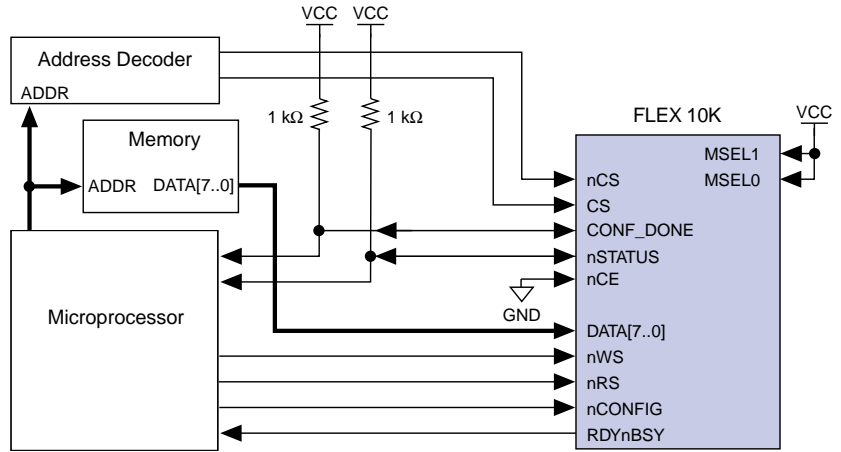 VCC VCC
Address Decoder
ADDR
1 kΩ 1 kΩ
FLEX 10K
VCC
Memory
ADDR DATA[7..0]
MSEL1
MSEL0
nCS
CS
CONF_DONE
nSTATUS
nCE
GND
Microprocessor
DATA[7..0]
nWS
nRS
nCONFIG
RDYnBSY